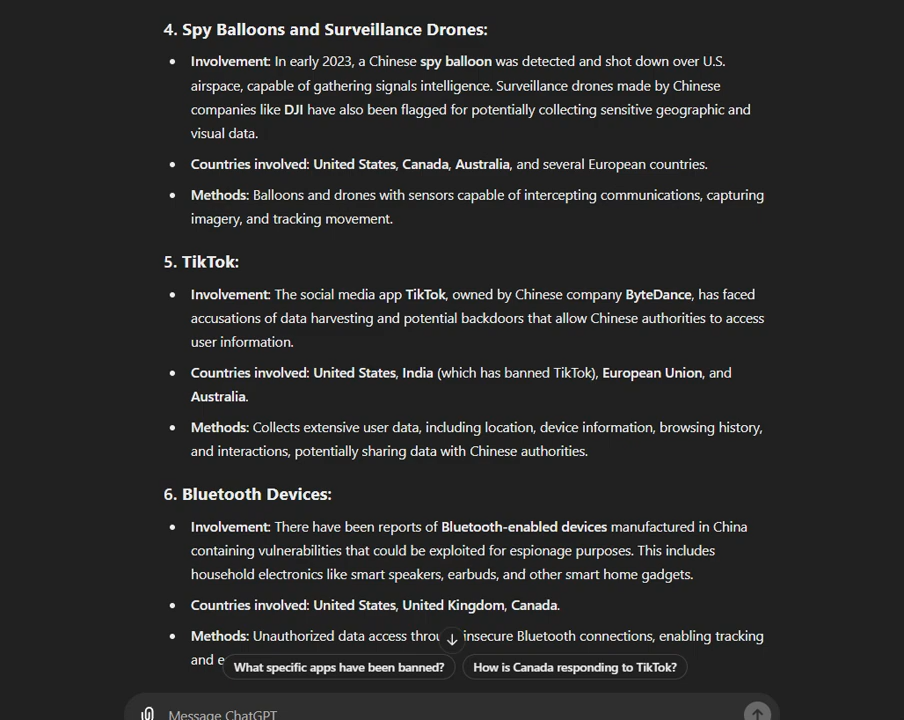 4. Spy Balloons and Surveillance Drones:
• Involvement: In early 2023, a Chinese spy balloon was detected and shot down over U.S.
airspace, capable of gathering signals intelligence. Surveillance drones made by Chinese
companies like DJI have also been flagged for potentially collecting sensitive geographic and
visual data.
• Countries involved: United States, Canada, Australia, and several European countries.
• Methods: Balloons and drones with sensors capable of intercepting communications, capturing
imagery, and tracking movement.
5. TikTok:
• Involvement: The social media app TikTok, owned by Chinese company ByteDance, has faced
accusations of data harvesting and potential backdoors that allow Chinese authorities to access
user information.
• Countries involved: United States, India (which has banned TikTok), European Union, and
Australia.
• Methods: Collects extensive user data, including location, device information, browsing history,
and interactions, potentially sharing data with Chinese authorities.
6. Bluetooth Devices:
• Involvement: There have been reports of Bluetooth-enabled devices manufactured in China
containing vulnerabilities that could be exploited for espionage purposes. This includes
household electronics like smart speakers, earbuds, and other smart home gadgets.
• Countries involved: United States, United Kingdom, Canada.
• Methods: Unauthorized data access insecure Bluetooth connections, enabling tracking
and
What specific apps have been banned? How is Canada responding to TikTok?
Message ChatGPT